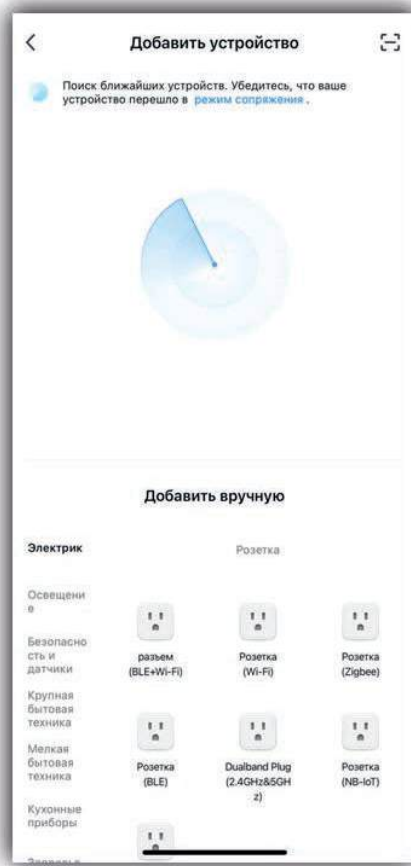 Добавить устройство
Поиск ближайших устройств. Убедитесь, что ваше
устройство перешло в режим сопряжения .
Добавить вручную
Электрик
Розетка
Освещени
е
Безопасно
сть и
датчики
Крупная
бытовая
техника
Мелкая
бытовая
техника
Кухонные
приборы
разъем
(BLE+Wi-Fi)
Розетка
(Wi-Fi)
Розетка
(Zigbee)
Розетка
(BLE)
Dualband Plug
(2.4GHz&5GH
z)
Розетка
(NB-IoT)